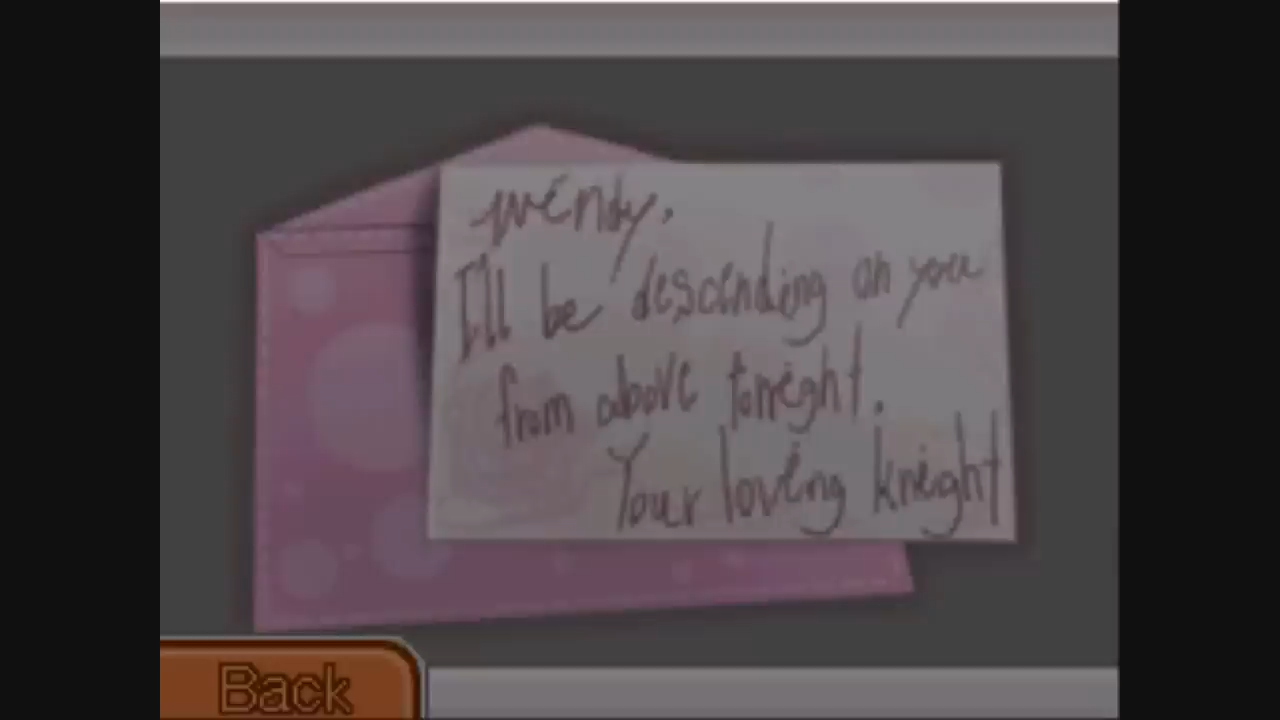 Wendy,
I'll be descending on you
from above tonight.
Your loving knight
Back